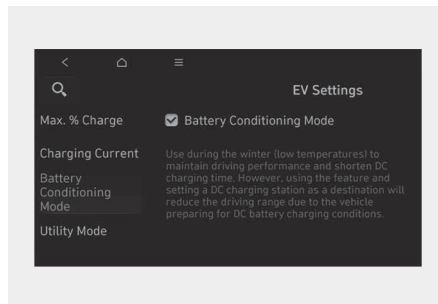 EV Settings
Max. % Charge
Charging Current
Battery
Conditioning
Mode
Utility Mode
Battery Conditioning Mode
Use during the winter (low temperatures) to
maintain driving performance and shorten DC
charging time. However, using the feature and
setting a DC charging station as a destination will
reduce the driving range due to the vehicle
preparing for DC battery charging conditions.